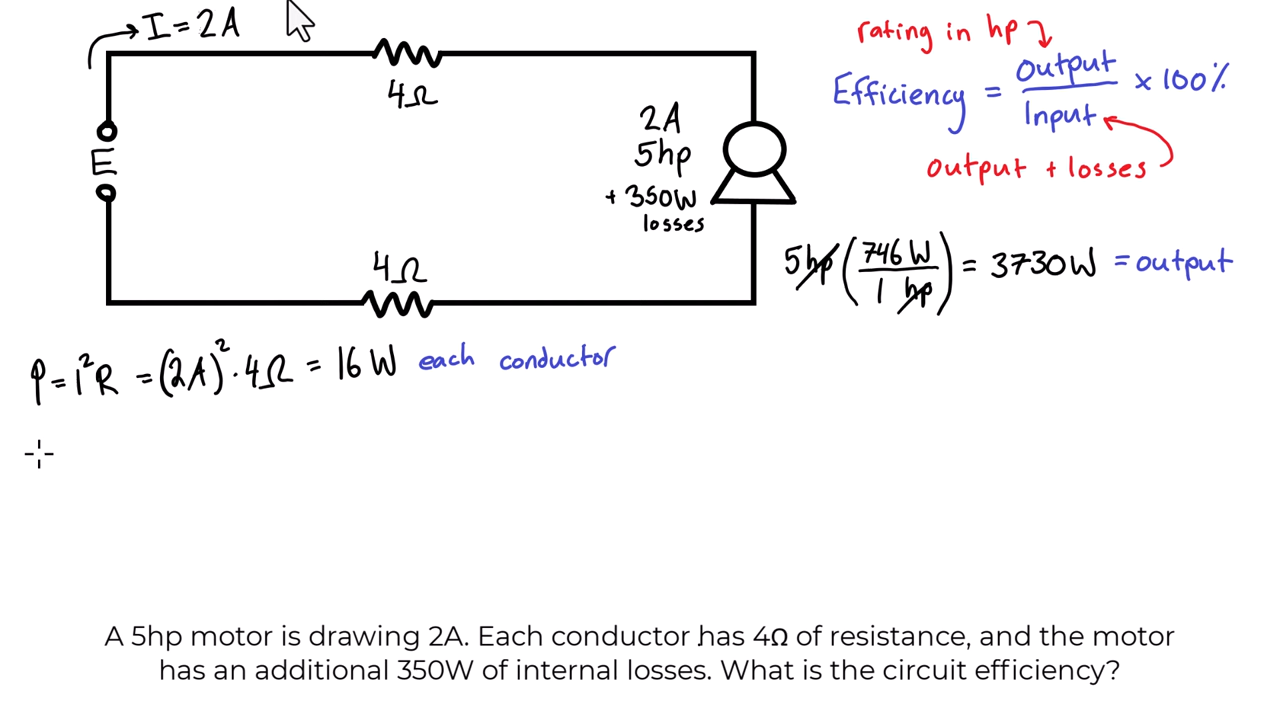 I = 2A
4Ω
E
2A
5hp
+ 350W
losses
4Ω
rating in hp
Efficiency = Output / Input × 100%
Output + losses
5hp (746 W / 1 hp) = 3730W = output
P = I²R = (2A)² · 4Ω = 16 W each conductor
A 5hp motor is drawing 2A. Each conductor has 4Ω of resistance, and the motor
has an additional 350W of internal losses. What is the circuit efficiency?